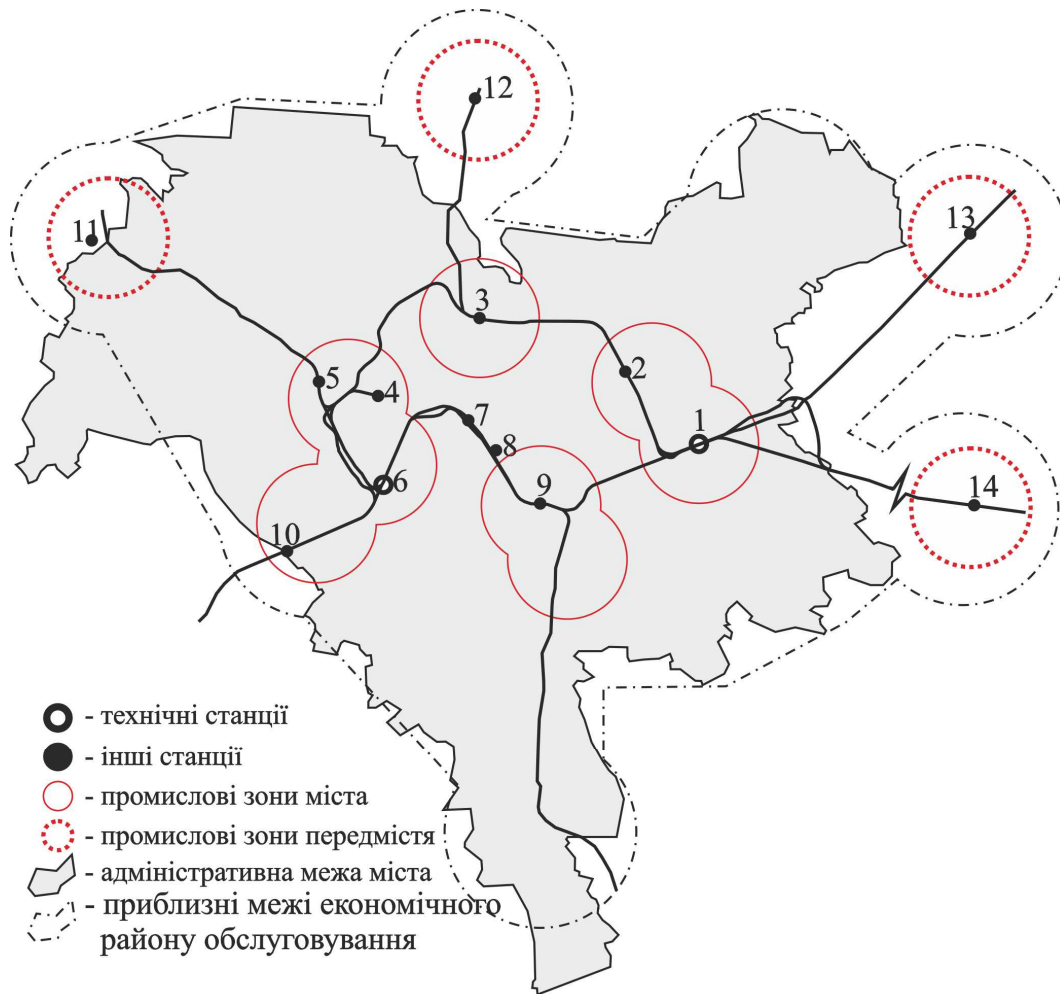 12
11
13
3
5
4
2
7
1
8
6
9
14
10
- технічні станції
- інші станції
- промислові зони міста
- промислові зони передмістя
- адміністративна межа міста
- приблизні межі економічного
району обслуговування